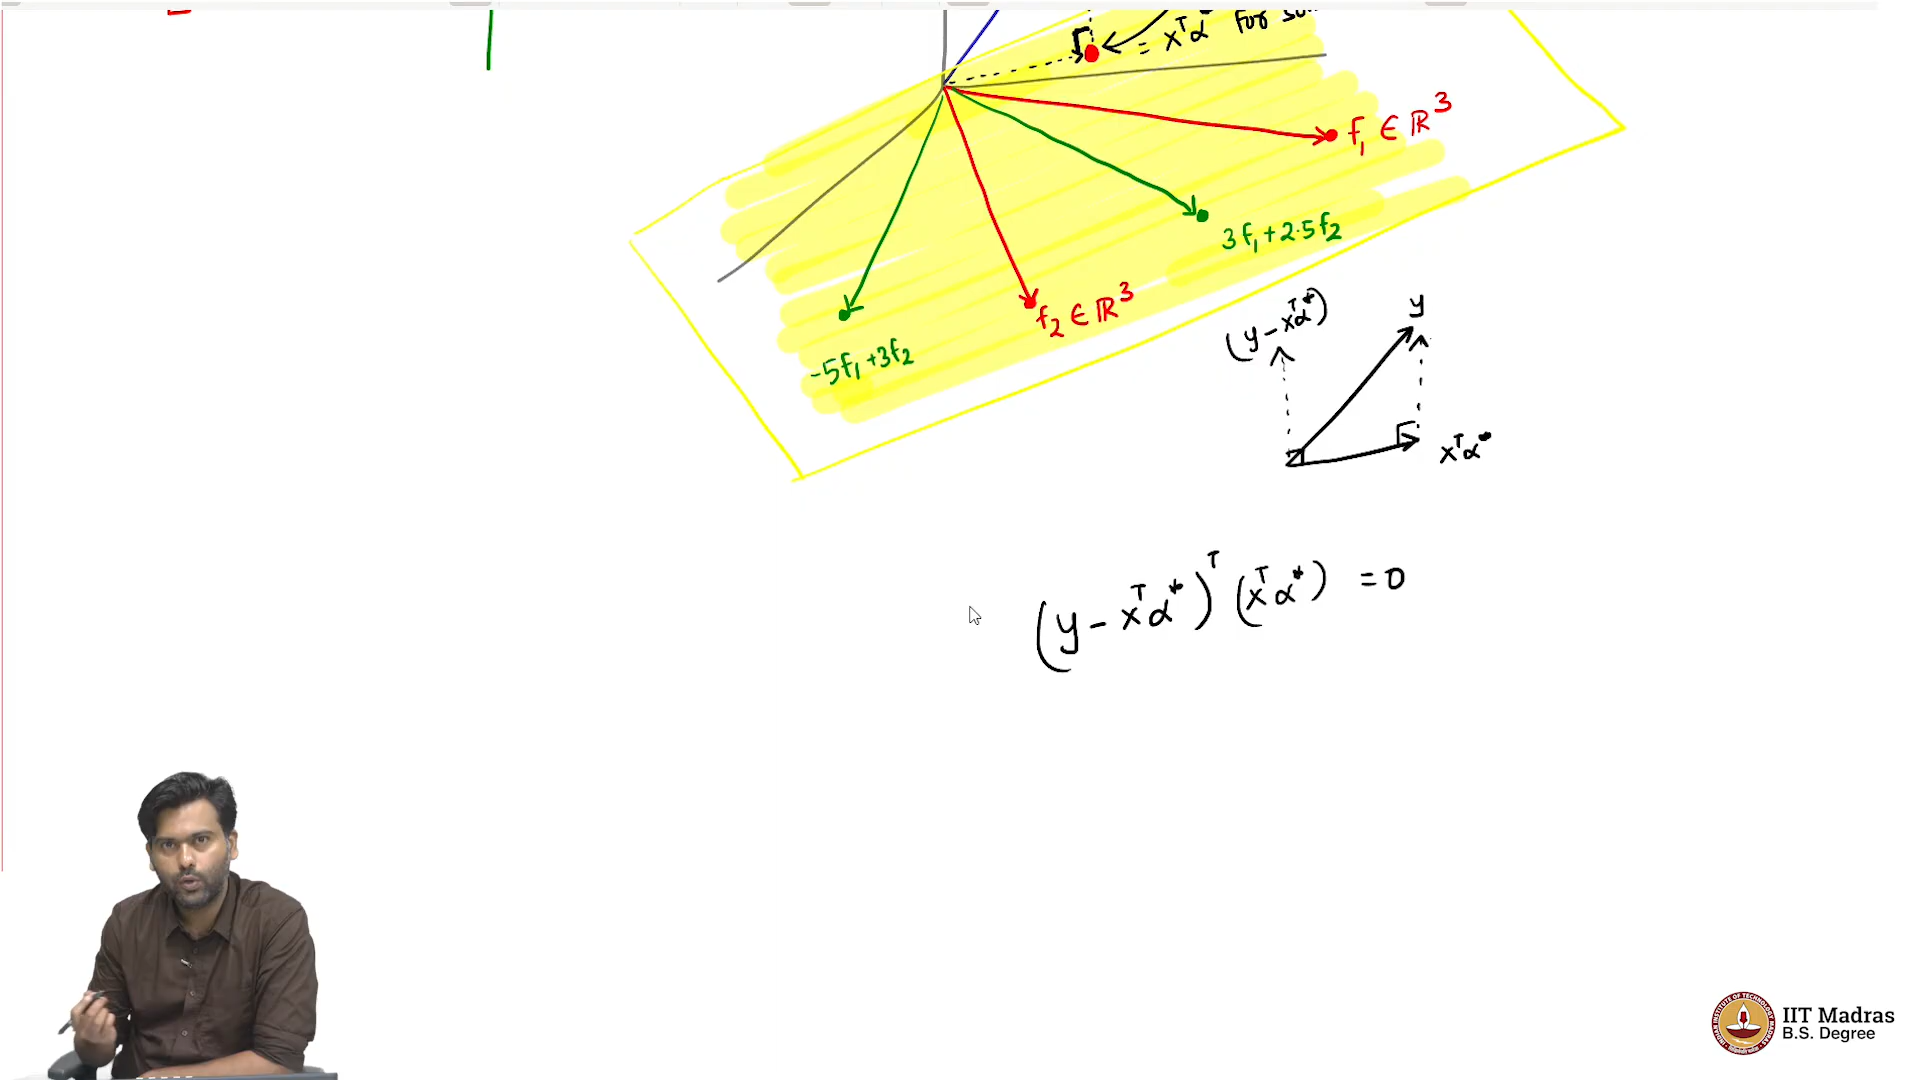 = xᵀα* for
f₁ ∈ ℝ³
3f₁ + 2·5f₂
f₂ ∈ ℝ³
-5f₁ + 3f₂
(y - xᵀα*)
y
xᵀα*
(y - xᵀα*)ᵀ (xᵀα*) = 0
IIT Madras
B.S. Degree